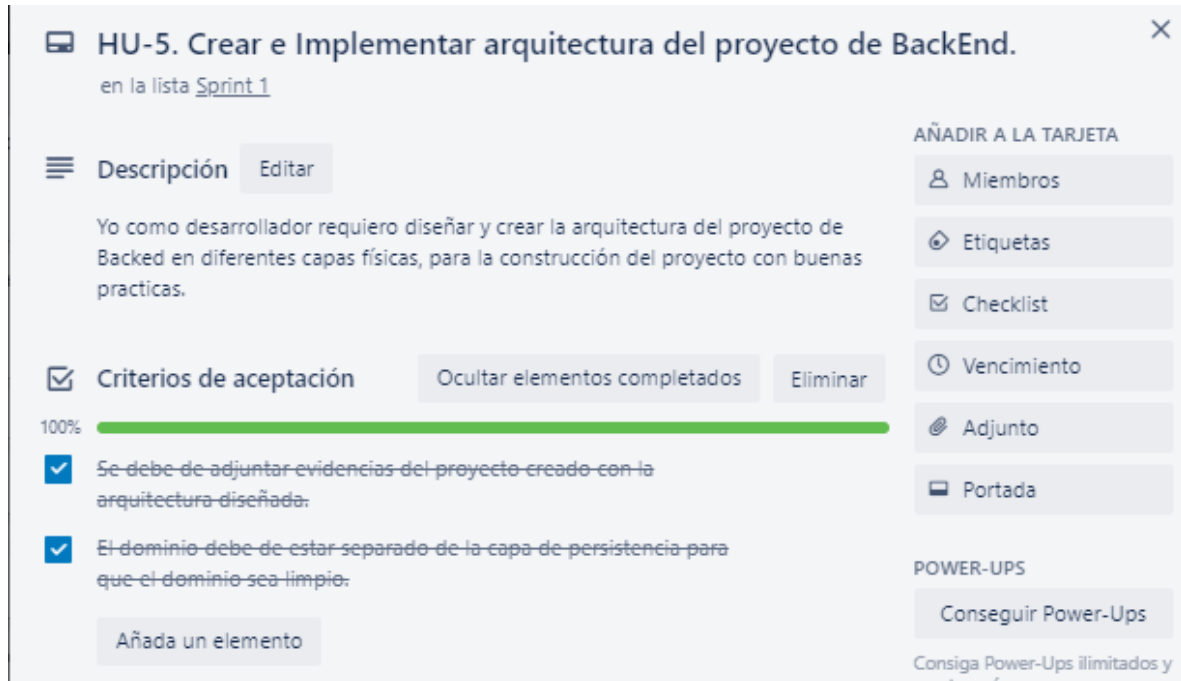 HU-5. Crear e Implementar arquitectura del proyecto de BackEnd.
en la lista Sprint 1
Descripción
Editar
Yo como desarrollador requiero diseñar y crear la arquitectura del proyecto de
Backed en diferentes capas físicas, para la construcción del proyecto con buenas
practicas.
Criterios de aceptación
Ocultar elementos completados
Eliminar
100%
Se debe de adjuntar evidencias del proyecto creado con la
arquitectura diseñada.
El dominio debe de estar separado de la capa de persistencia para
que el dominio sea limpio.
Añada un elemento
AÑADIR A LA TARJETA
Miembros
Etiquetas
Checklist
Vencimiento
Adjunto
Portada
POWER-UPS
Conseguir Power-Ups
Consiga Power-Ups ilimitados y